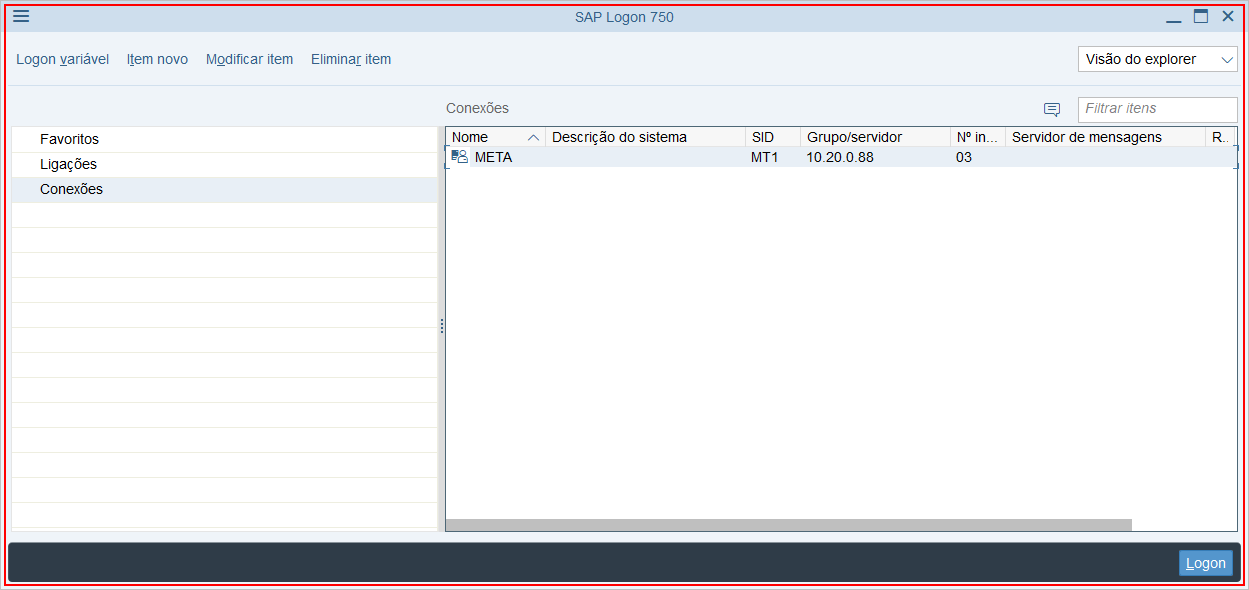 SAP Logon 750
Logon variável Item novo Modificar item Eliminar item Visão do explorer
Conexões Filtrar itens
Favoritos
Ligações
Conexões
Nome Descrição do sistema SID Grupo/servidor Nº in... Servidor de mensagens R..
META MT1 10.20.0.88 03
Logon